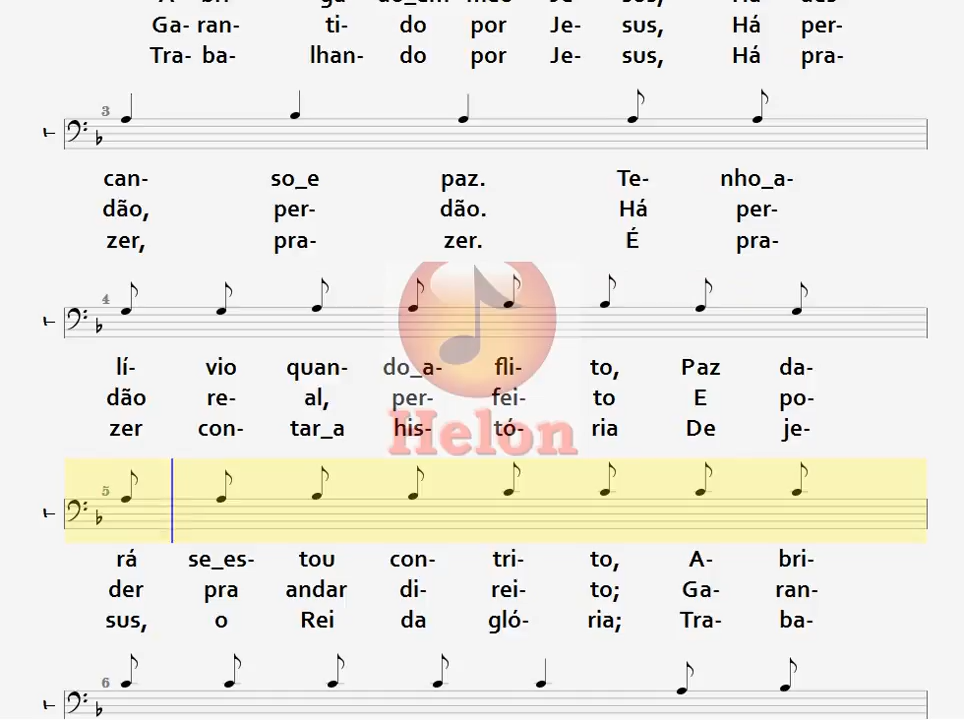 Ga- ran- ti- do por Je- sus, Há per-
Tra- ba- lhan- do por Je- sus, Há pra-
3
can- so_e paz. Te- nho_a-
dão, per- dão. Há per-
zer, pra- zer. É pra-
4
lí- vio quan- do_a- fli- to, Paz da-
dão re- al, per- fei- to E po-
zer con- tar_a his- tó- ria De je-
Helon
5
rá se_es- tou con- tri- to, A- bri-
der pra andar di- rei- to; Ga- ran-
sus, o Rei da gló- ria; Tra- ba-
6